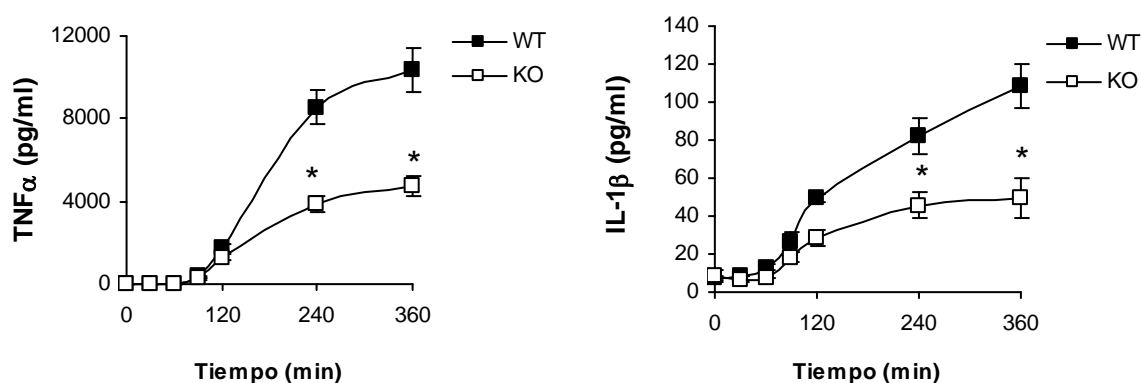 TNFα (pg/ml)
12000
8000
4000
0
0 120 240 360
Tiempo (min)
WT
KO
*
*
IL-1β (pg/ml)
140
120
100
80
60
40
20
0
0 120 240 360
Tiempo (min)
WT
KO
*
*